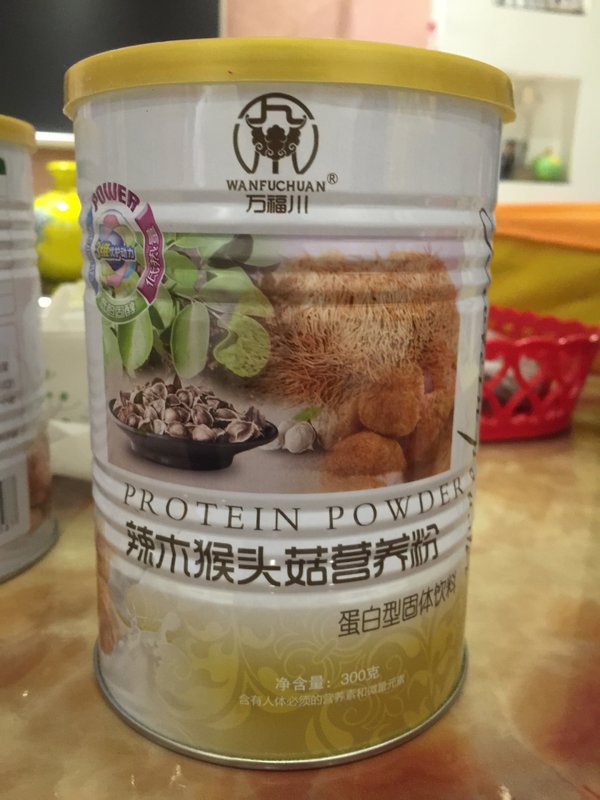 WANFUCHUAN®
万福川
POWER
PROTEIN POWDER
辣木猴头菇营养粉
蛋白型固体饮料
净含量：300克
含有人体必须的营养素和微量元素